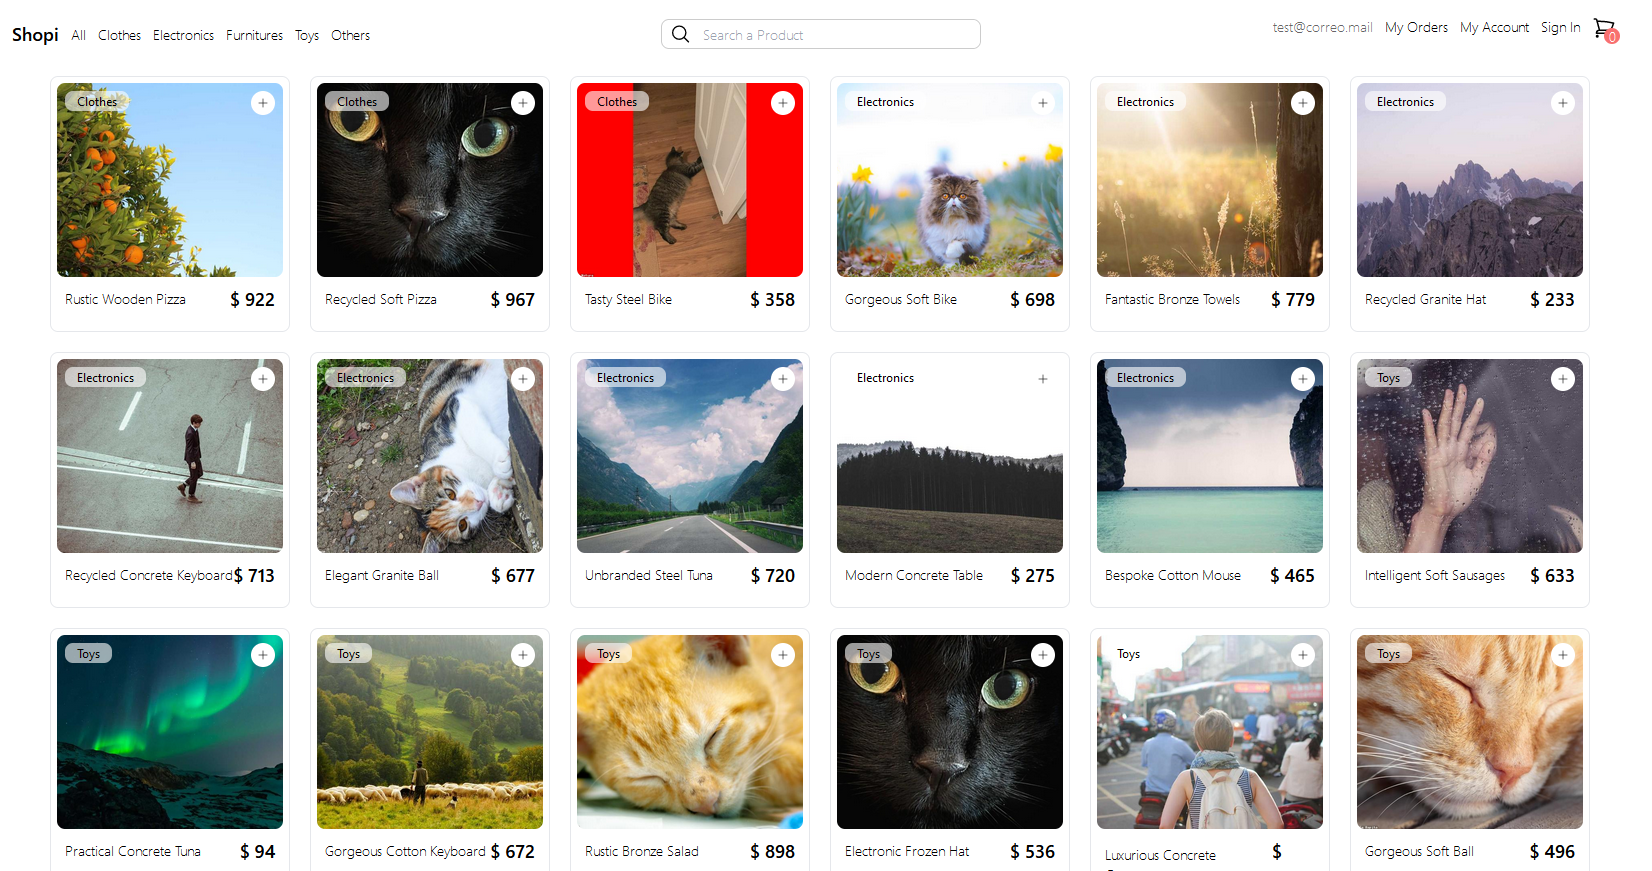 Shopi All Clothes Electronics Furnitures Toys Others
Search a Product
test@correo.mail My Orders My Account Sign In 0
Clothes +
Rustic Wooden Pizza $ 922
Clothes +
Recycled Soft Pizza $ 967
Clothes +
Tasty Steel Bike $ 358
Electronics +
Gorgeous Soft Bike $ 698
Electronics +
Fantastic Bronze Towels $ 779
Electronics +
Recycled Granite Hat $ 233
Electronics +
Recycled Concrete Keyboard $ 713
Electronics +
Elegant Granite Ball $ 677
Electronics +
Unbranded Steel Tuna $ 720
Electronics +
Modern Concrete Table $ 275
Electronics +
Bespoke Cotton Mouse $ 465
Toys +
Intelligent Soft Sausages $ 633
Toys +
Practical Concrete Tuna $ 94
Toys +
Gorgeous Cotton Keyboard $ 672
Toys +
Rustic Bronze Salad $ 898
Toys +
Electronic Frozen Hat $ 536
Toys +
Luxurious Concrete $
Toys +
Gorgeous Soft Ball $ 496